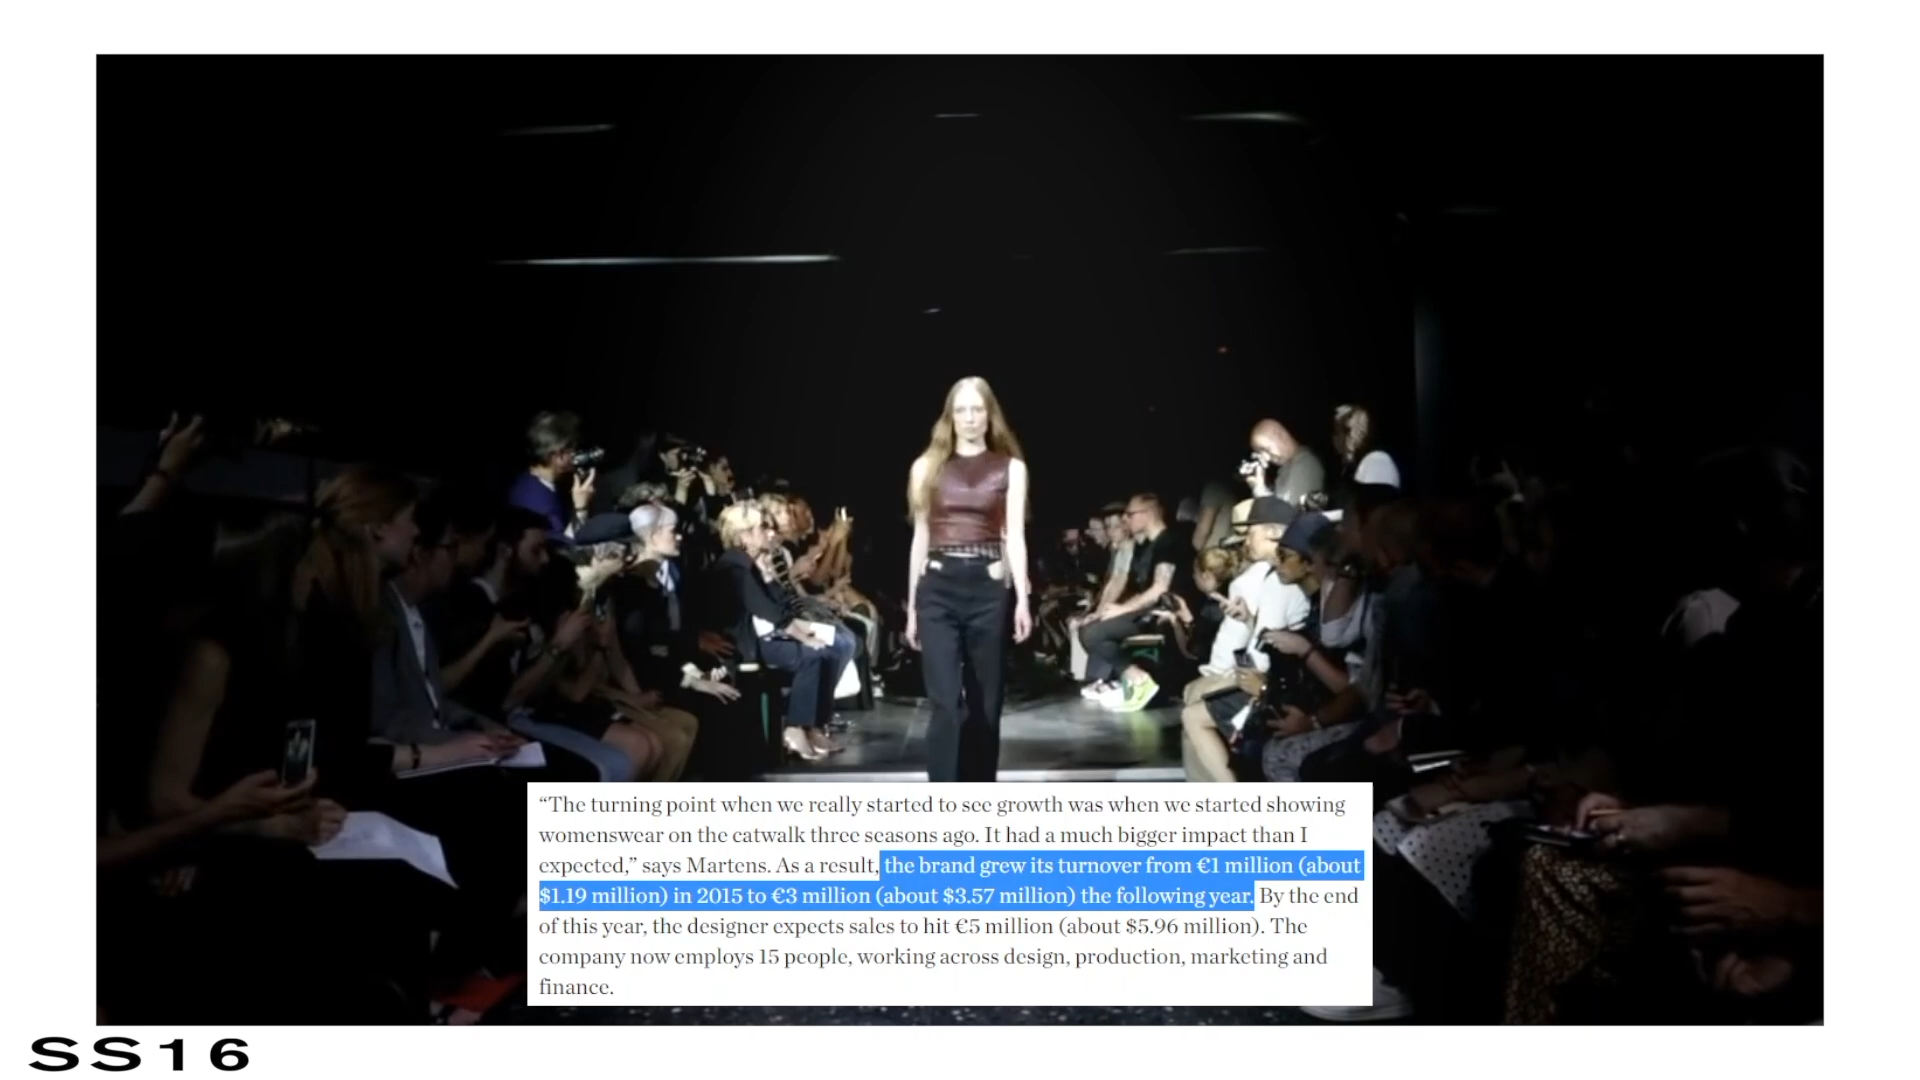 “The turning point when we really started to see growth was when we started showing
womenswear on the catwalk three seasons ago. It had a much bigger impact than I
expected,” says Martens. As a result, the brand grew its turnover from €1 million (about
$1.19 million) in 2015 to €3 million (about $3.57 million) the following year. By the end
of this year, the designer expects sales to hit €5 million (about $5.96 million). The
company now employs 15 people, working across design, production, marketing and
finance.
SS16